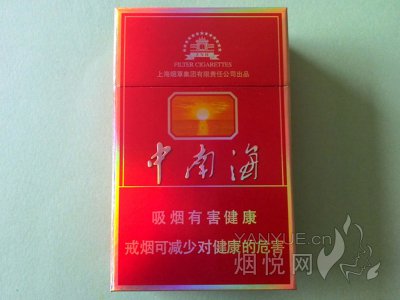 FILTER CIGARETTES
上海烟草集团有限责任公司出品
中南海
吸烟有害健康
戒烟可减少对健康的危害
YANYUE.cn
烟悦网